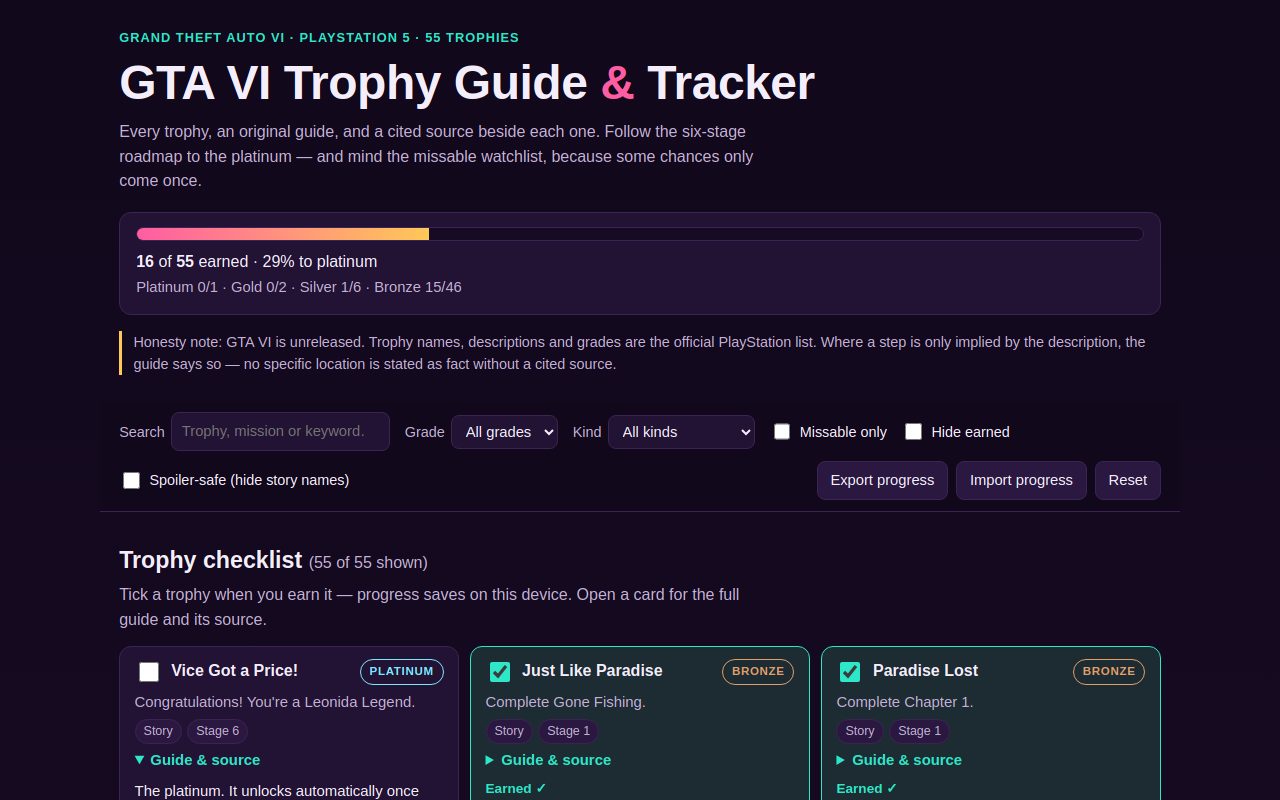 GRAND THEFT AUTO VI · PLAYSTATION 5 · 55 TROPHIES
GTA VI Trophy Guide & Tracker
Every trophy, an original guide, and a cited source beside each one. Follow the six-stage
roadmap to the platinum — and mind the missable watchlist, because some chances only
come once.
16 of 55 earned · 29% to platinum
Platinum 0/1 · Gold 0/2 · Silver 1/6 · Bronze 15/46
Honesty note: GTA VI is unreleased. Trophy names, descriptions and grades are the official PlayStation list. Where a step is only implied by the description, the
guide says so — no specific location is stated as fact without a cited source.
Search Trophy, mission or keyword. Grade All grades Kind All kinds Missable only Hide earned
Spoiler-safe (hide story names) Export progress Import progress Reset
Trophy checklist (55 of 55 shown)
Tick a trophy when you earn it — progress saves on this device. Open a card for the full
guide and its source.
Vice Got a Price! PLATINUM
Congratulations! You're a Leonida Legend.
Story Stage 6
▼ Guide & source
The platinum. It unlocks automatically once
Just Like Paradise BRONZE
Complete Gone Fishing.
Story Stage 1
▶ Guide & source
Earned ✓
Paradise Lost BRONZE
Complete Chapter 1.
Story Stage 1
▶ Guide & source
Earned ✓